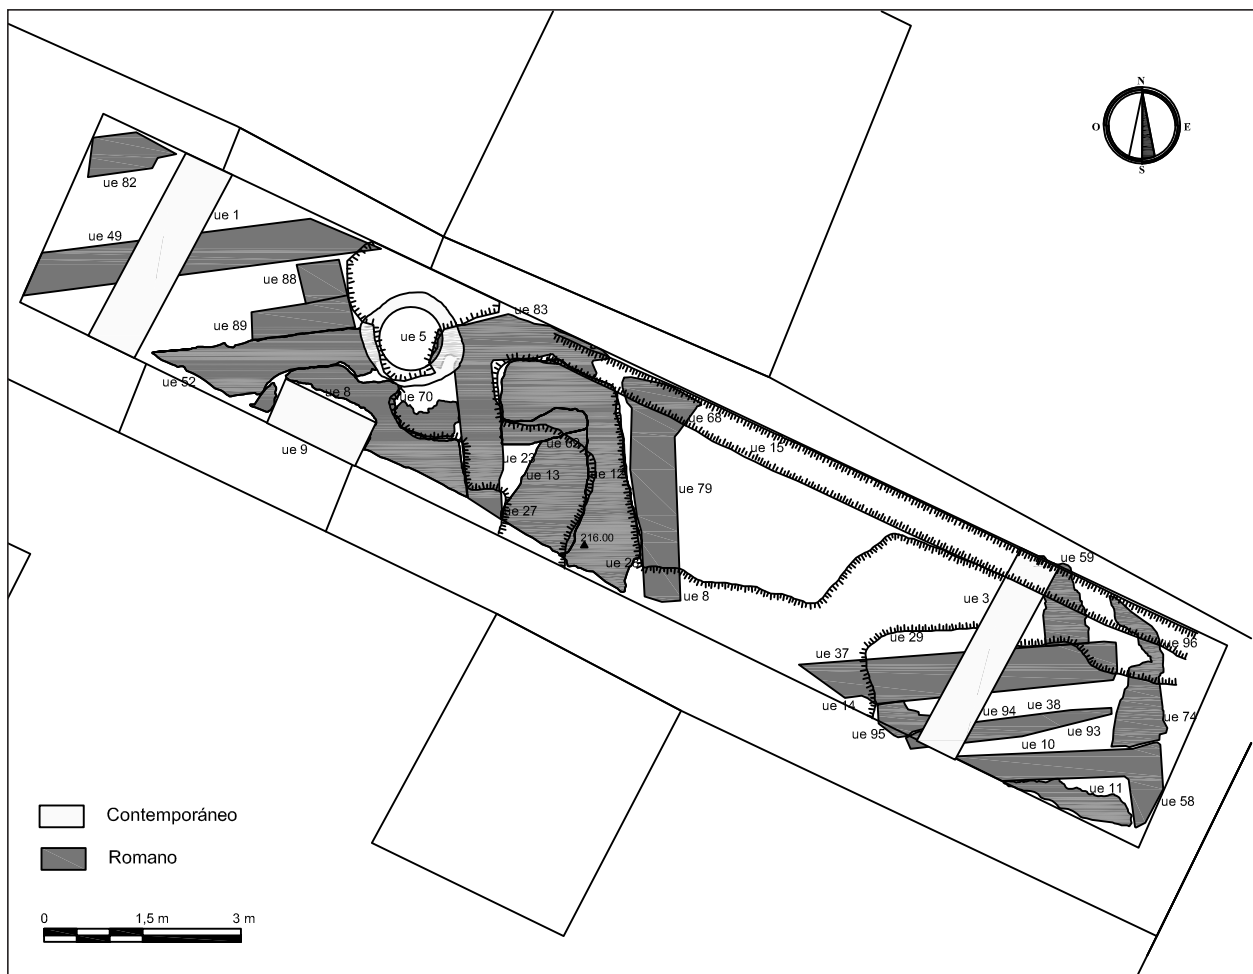 N
O
E
S
ue 82
ue 1
ue 49
ue 88
ue 83
ue 89
ue 5
ue 52
ue 8
ue 70
ue 68
ue 15
ue 62
ue 9
ue 23
ue 13
ue 12
ue 79
ue 27
216.00
ue 8
ue 59
ue 3
ue 29
ue 96
ue 37
ue 14
ue 94
ue 38
ue 74
ue 95
ue 93
ue 10
ue 11
ue 58
Contemporáneo
Romano
0
1,5 m
3 m